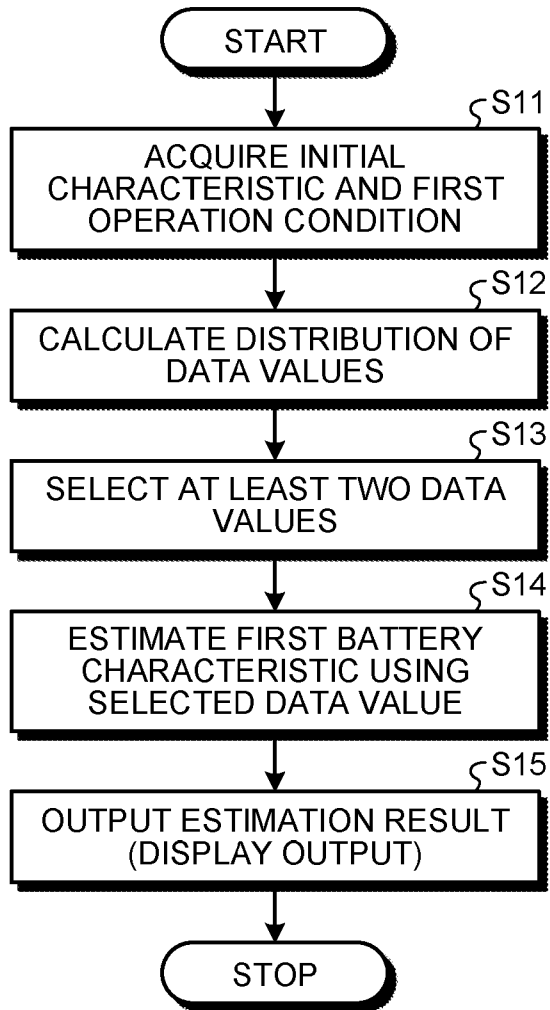 START
S11
ACQUIRE INITIAL
CHARACTERISTIC AND FIRST
OPERATION CONDITION
S12
CALCULATE DISTRIBUTION OF
DATA VALUES
S13
SELECT AT LEAST TWO DATA
VALUES
S14
ESTIMATE FIRST BATTERY
CHARACTERISTIC USING
SELECTED DATA VALUE
S15
OUTPUT ESTIMATION RESULT
(DISPLAY OUTPUT)
STOP